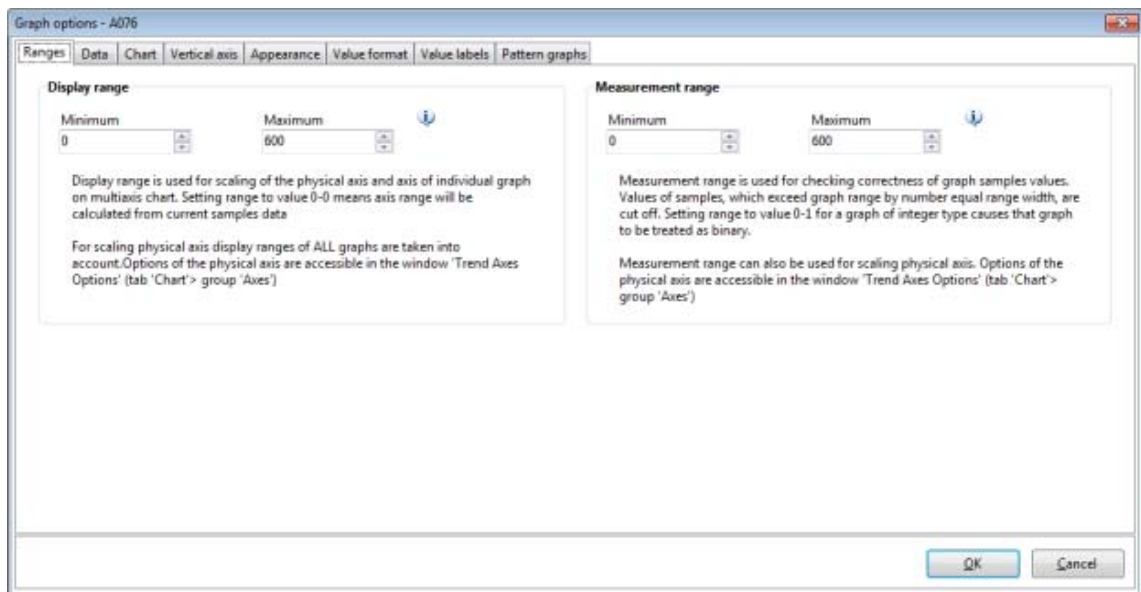 Graph options - A076
Ranges Data Chart Vertical axis Appearance Value format Value labels Pattern graphs
Display range
Minimum Maximum
0 600
Display range is used for scaling of the physical axis and axis of individual graph
on multiaxis chart. Setting range to value 0-0 means axis range will be
calculated from current samples data
For scaling physical axis display ranges of ALL graphs are taken into
account.Options of the physical axis are accessible in the window 'Trend Axes
Options' (tab 'Chart'> group 'Axes')
Measurement range
Minimum Maximum
0 600
Measurement range is used for checking correctness of graph samples values.
Values of samples, which exceed graph range by number equal range width, are
cut off. Setting range to value 0-1 for a graph of integer type causes that graph
to be treated as binary.
Measurement range can also be used for scaling physical axis. Options of the
physical axis are accessible in the window 'Trend Axes Options' (tab 'Chart'>
group 'Axes')
OK Cancel